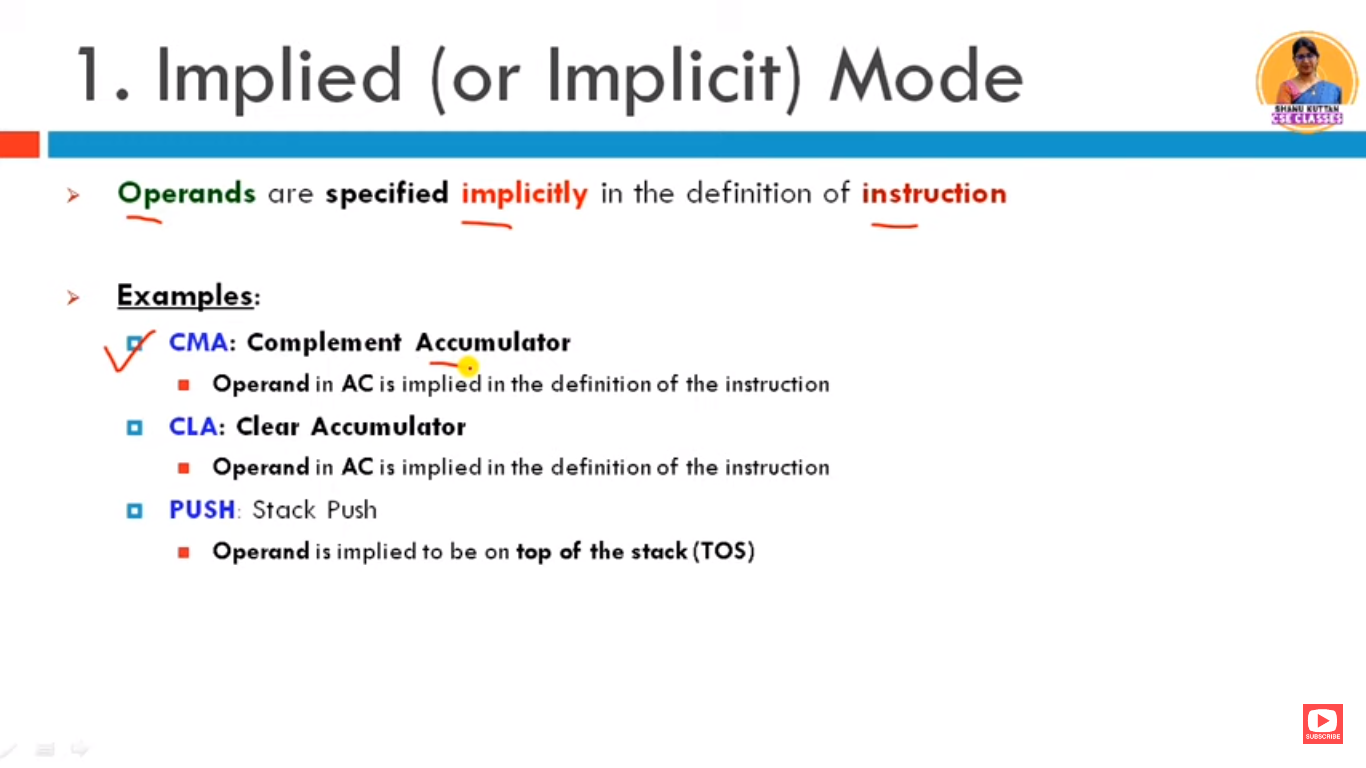 1. Implied (or Implicit) Mode
SHANU KUTTAN
CSE CLASSES
Operands are specified implicitly in the definition of instruction
Examples:
CMA: Complement Accumulator
Operand in AC is implied in the definition of the instruction
CLA: Clear Accumulator
Operand in AC is implied in the definition of the instruction
PUSH: Stack Push
Operand is implied to be on top of the stack (TOS)
SUBSCRIBE